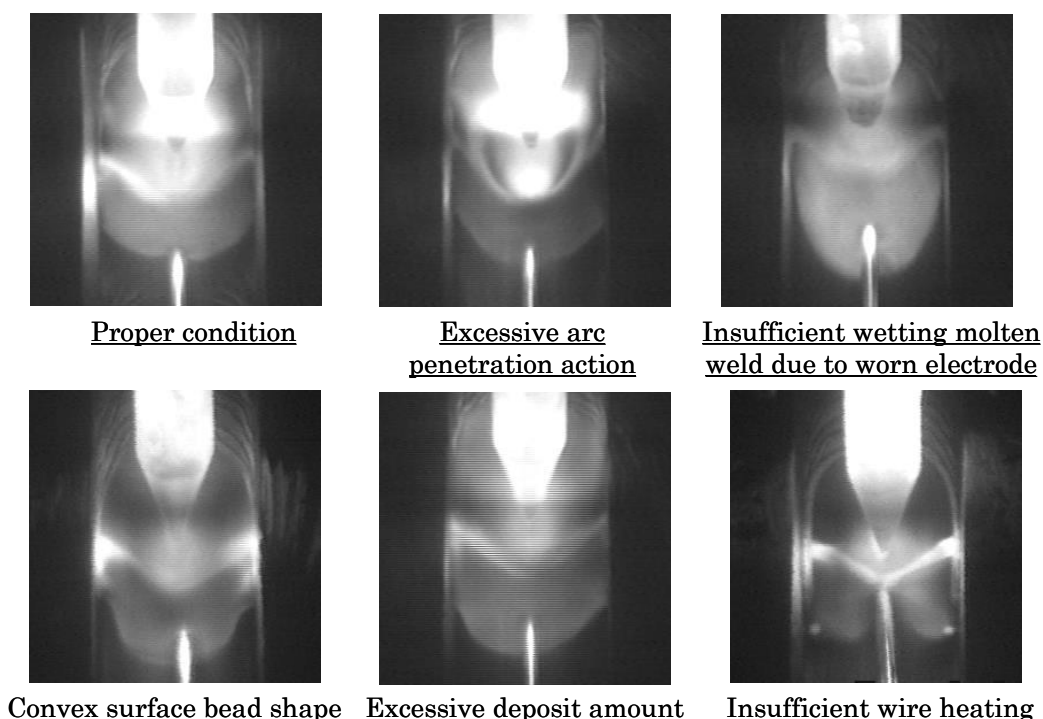 Proper condition
Excessive arc
penetration action
Insufficient wetting molten
weld due to worn electrode
Convex surface bead shape
Excessive deposit amount
Insufficient wire heating